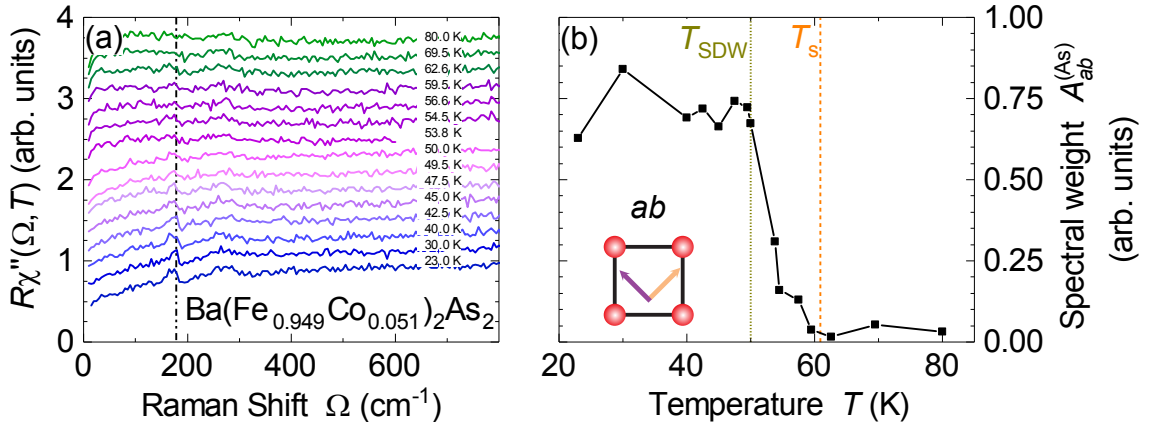 (a)
4
3
2
1
0
Rχ''(Ω,T) (arb. units)
80.0 K
69.5 K
62.6 K
59.5 K
56.6 K
54.5 K
53.8 K
50.0 K
49.5 K
47.5 K
45.0 K
42.5 K
40.0 K
30.0 K
23.0 K
Ba(Fe0.949Co0.051)2As2
0 200 400 600
Raman Shift Ω (cm-1)
(b)
TSDW
Ts
ab
20 40 60 80
Temperature T (K)
1.00
0.75
0.50
0.25
0.00
Spectral weight Aab(As)
(arb. units)